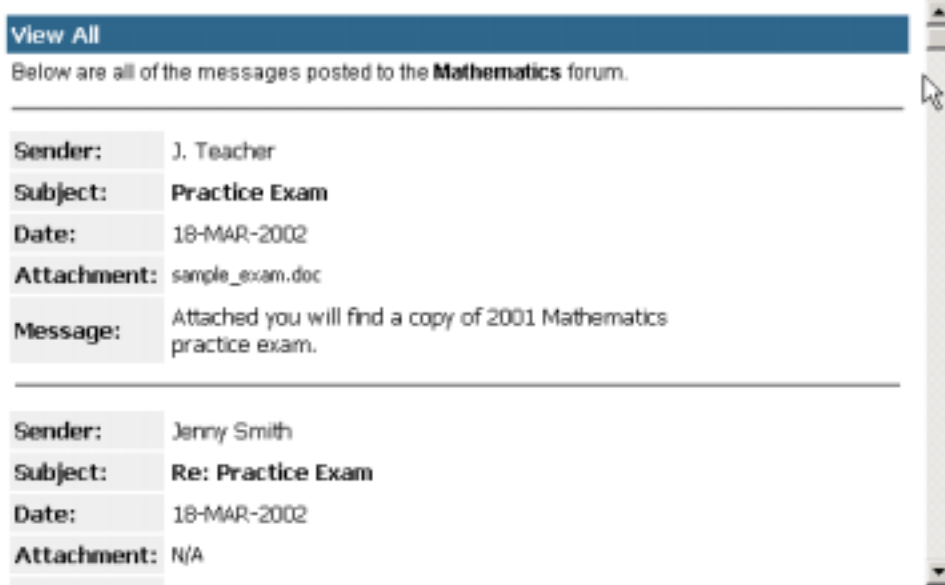 View All
Below are all of the messages posted to the Mathematics forum.
Sender: J. Teacher
Subject: Practice Exam
Date: 18-MAR-2002
Attachment: sample_exam.doc
Message: Attached you will find a copy of 2001 Mathematics
practice exam.
Sender: Jenny Smith
Subject: Re: Practice Exam
Date: 18-MAR-2002
Attachment: N/A